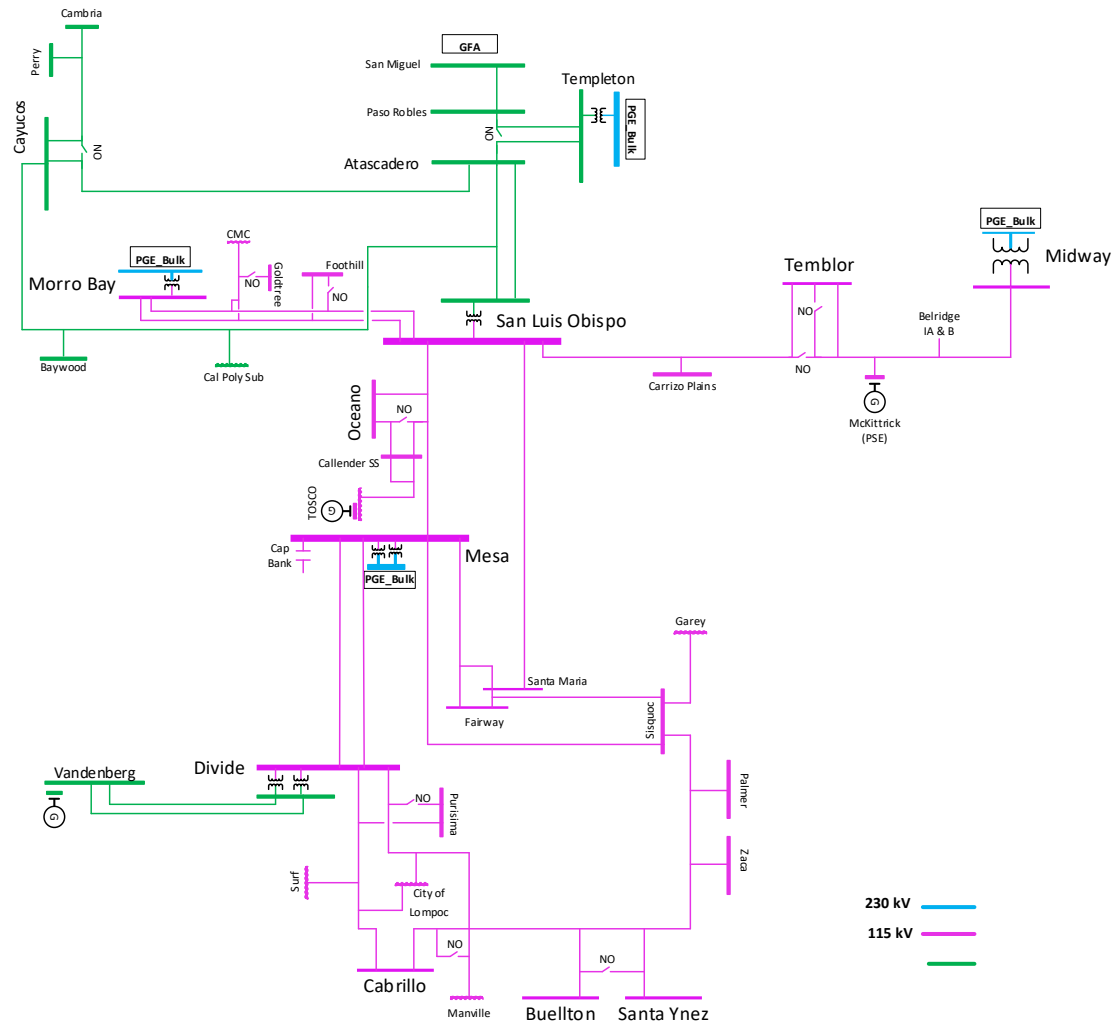 Cambria
Perry
Cayucos
NO
GFA
San Miguel
Paso Robles
NO
Atascadero
Templeton
PGE_Bulk
PGE_Bulk
Morro Bay
CMC
NO
Goldtree
Foothill
NO
San Luis Obispo
Baywood
Cal Poly Sub
PGE_Bulk
Midway
Temblor
NO
NO
Belridge
IA & B
Carrizo Plains
G
McKittrick
(PSE)
Oceano
NO
Callender SS
TOSCO
G
Mesa
Cap
Bank
PGE_Bulk
Garey
Santa Maria
Fairway
Sisquoc
Divide
Vandenberg
G
NO
Purisima
Palmer
Zaca
Surf
City of
Lompoc
NO
Cabrillo
Manville
NO
Buellton
Santa Ynez
230 kV
115 kV